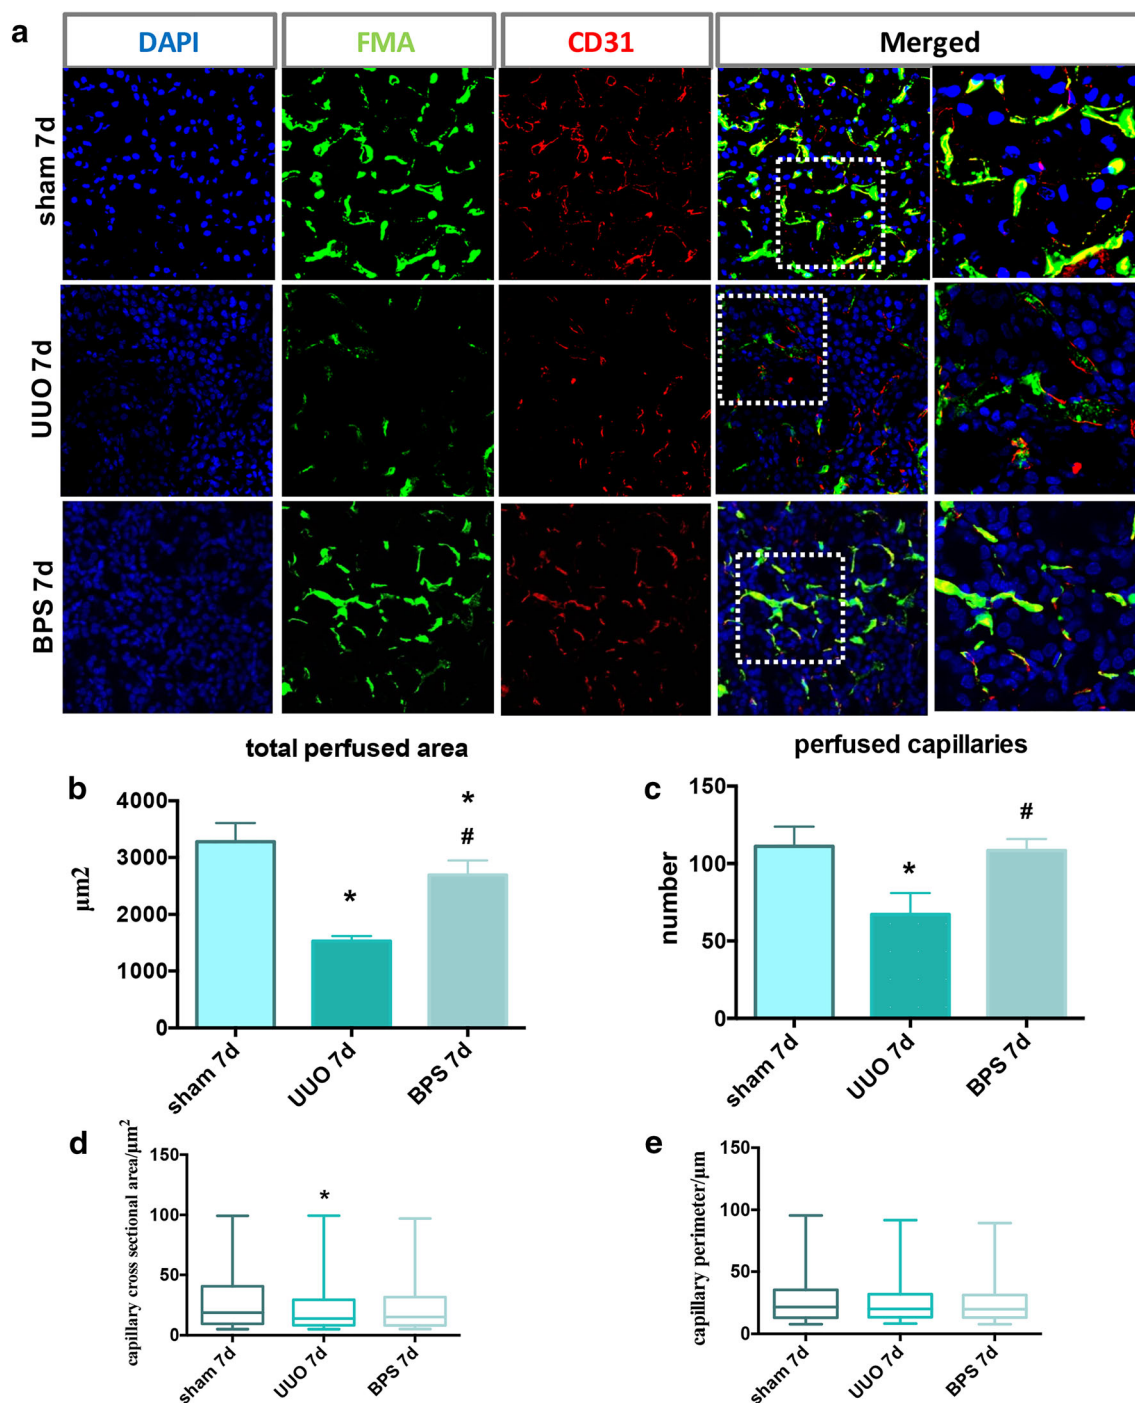 a
DAPI FMA CD31 Merged
sham 7d
UUO 7d
BPS 7d
total perfused area
b
µm2
4000
3000
2000
1000
0
*
*
#
sham 7d
UUO 7d
BPS 7d
perfused capillaries
c
number
150
100
50
0
*
#
sham 7d
UUO 7d
BPS 7d
d
capillary cross sectional area/µm²
150
100
50
0
*
sham 7d
UUO 7d
BPS 7d
e
capillary perimeter/µm
150
100
50
0
sham 7d
UUO 7d
BPS 7d